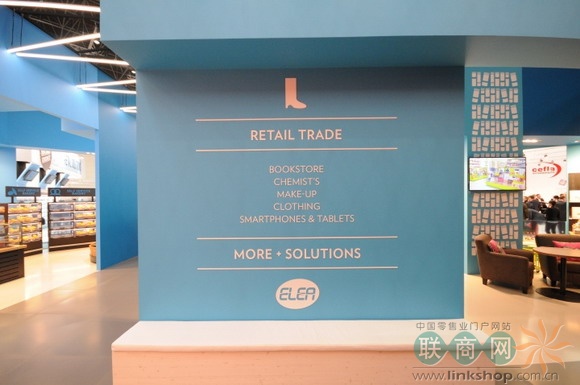 RETAIL TRADE
BOOKSTORE
CHEMIST'S
MAKE-UP
CLOTHING
SMARTPHONES & TABLETS
MORE + SOLUTIONS
ELER
cefla
中国零售业门户网站
联商网
www.linkshop.com.cn